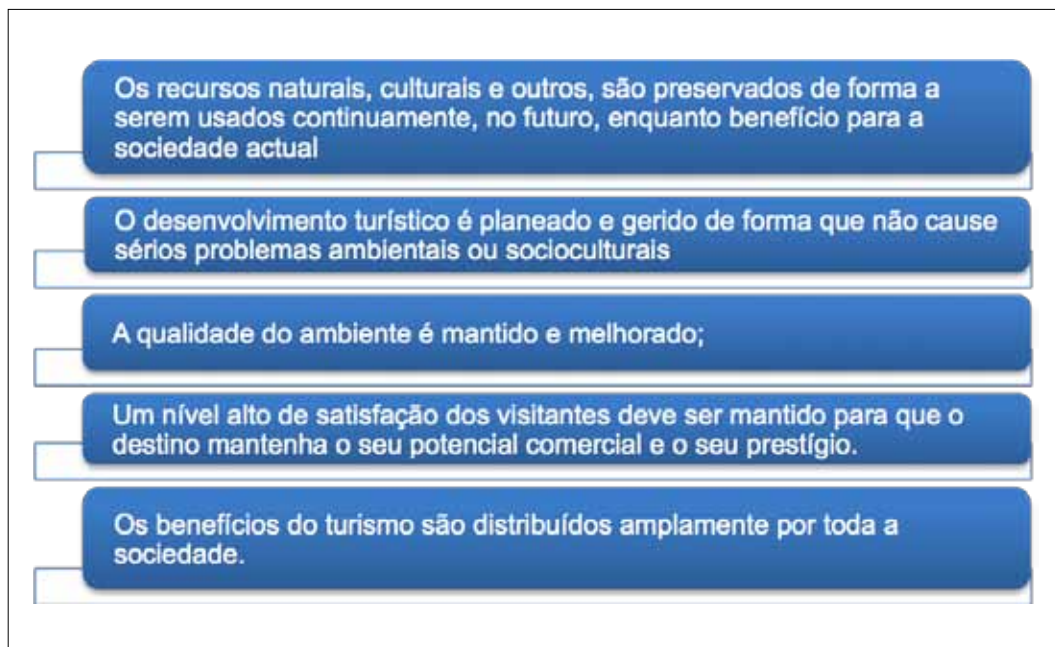 Os recursos naturais, culturais e outros, são preservados de forma a
serem usados continuamente, no futuro, enquanto benefício para a
sociedade actual
O desenvolvimento turístico é planeado e gerido de forma que não cause
sérios problemas ambientais ou socioculturais
A qualidade do ambiente é mantido e melhorado;
Um nível alto de satisfação dos visitantes deve ser mantido para que o
destino mantenha o seu potencial comercial e o seu prestígio.
Os benefícios do turismo são distribuídos amplamente por toda a
sociedade.